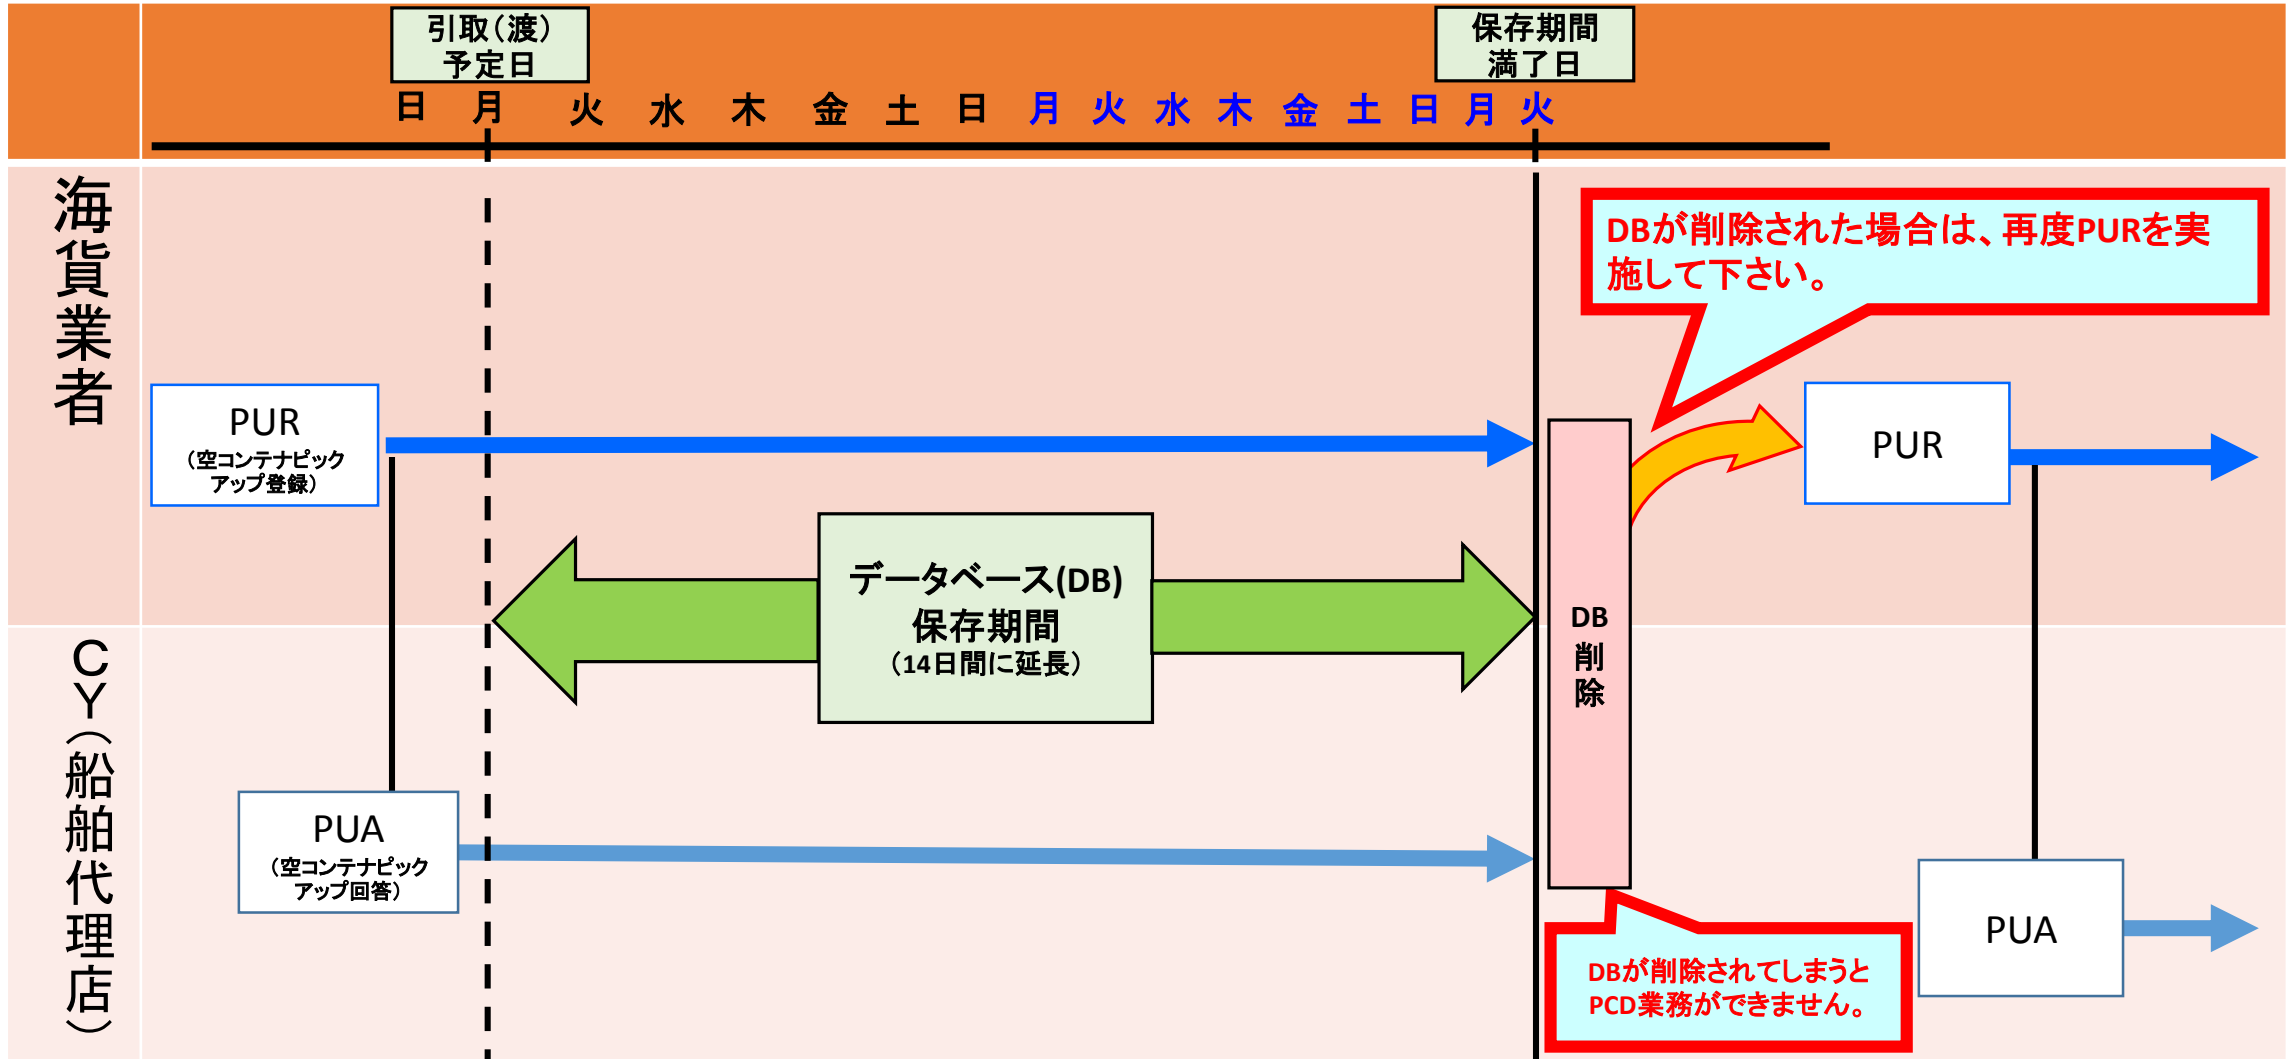 引取（渡）
予定日
保存期間
満了日
日 月 火 水 木 金 土 日 月 火 水 木 金 土 日 月 火
海貨業者
DBが削除された場合は、再度PURを実
施して下さい。
PUR
（空コンテナピック
アップ登録）
PUR
データベース(DB)
保存期間
（14日間に延長）
DB
削
除
CY（船舶代理店）
PUA
（空コンテナピック
アップ回答）
PUA
DBが削除されてしまうと
PCD業務ができません。